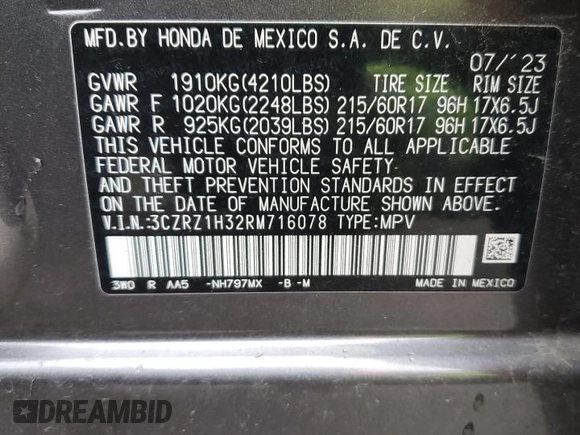 MFD.BY HONDA DE MEXICO S.A. DE C.V.
07/'23
GVWR 1910KG(4210LBS) TIRE SIZE RIM SIZE
GAWR F 1020KG(2248LBS) 215/60R17 96H 17X6.5J
GAWR R 925KG(2039LBS) 215/60R17 96H 17X6.5J
THIS VEHICLE CONFORMS TO ALL APPLICABLE
FEDERAL MOTOR VEHICLE SAFETY
AND THEFT PREVENTION STANDARDS IN EFFECT
ON THE DATE OF MANUFACTURE SHOWN ABOVE.
V.I.N.:3CZRZ1H32RM716078 TYPE:MPV
3W0 R AA5 -NH797MX -B -M MADE IN MEXICO
DREAMBID